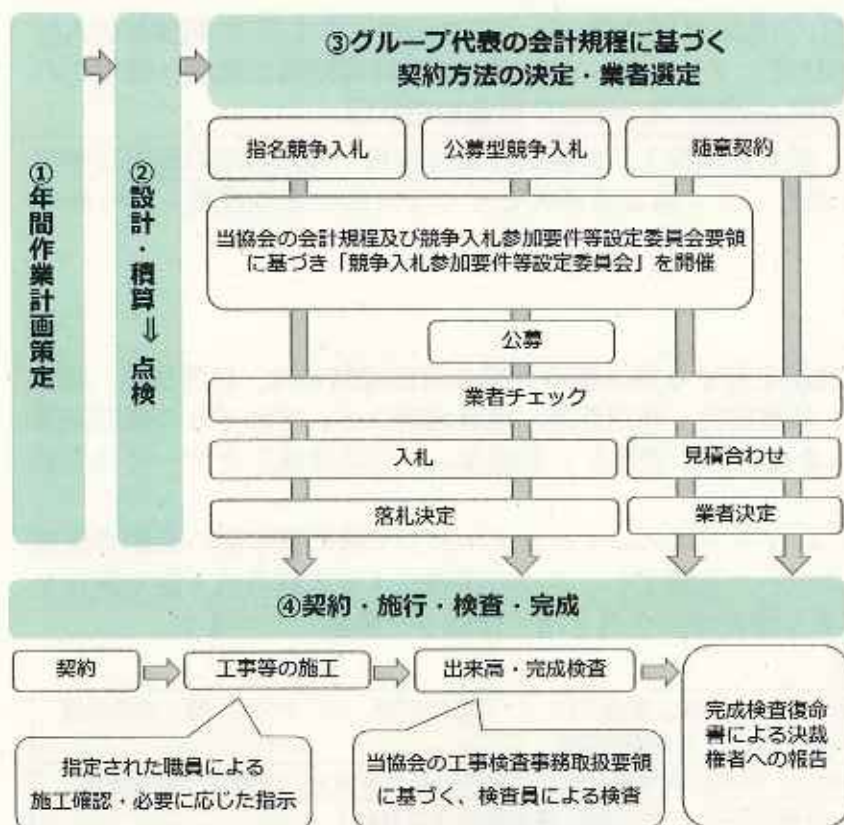 ①年間作業計画策定
②設計・積算⇒点検
③グループ代表の会計規程に基づく
契約方法の決定・業者選定
指名競争入札
公募型競争入札
随意契約
当協会の会計規程及び競争入札参加要件等設定委員会要領
に基づき「競争入札参加要件等設定委員会」を開催
公募
業者チェック
入札
見積合わせ
落札決定
業者決定
④契約・施行・検査・完成
契約
工事等の施工
出来高・完成検査
完成検査復命
書による決裁
権者への報告
指定された職員による
施工確認・必要に応じた指示
当協会の工事検査事務取扱要領
に基づく、検査員による検査